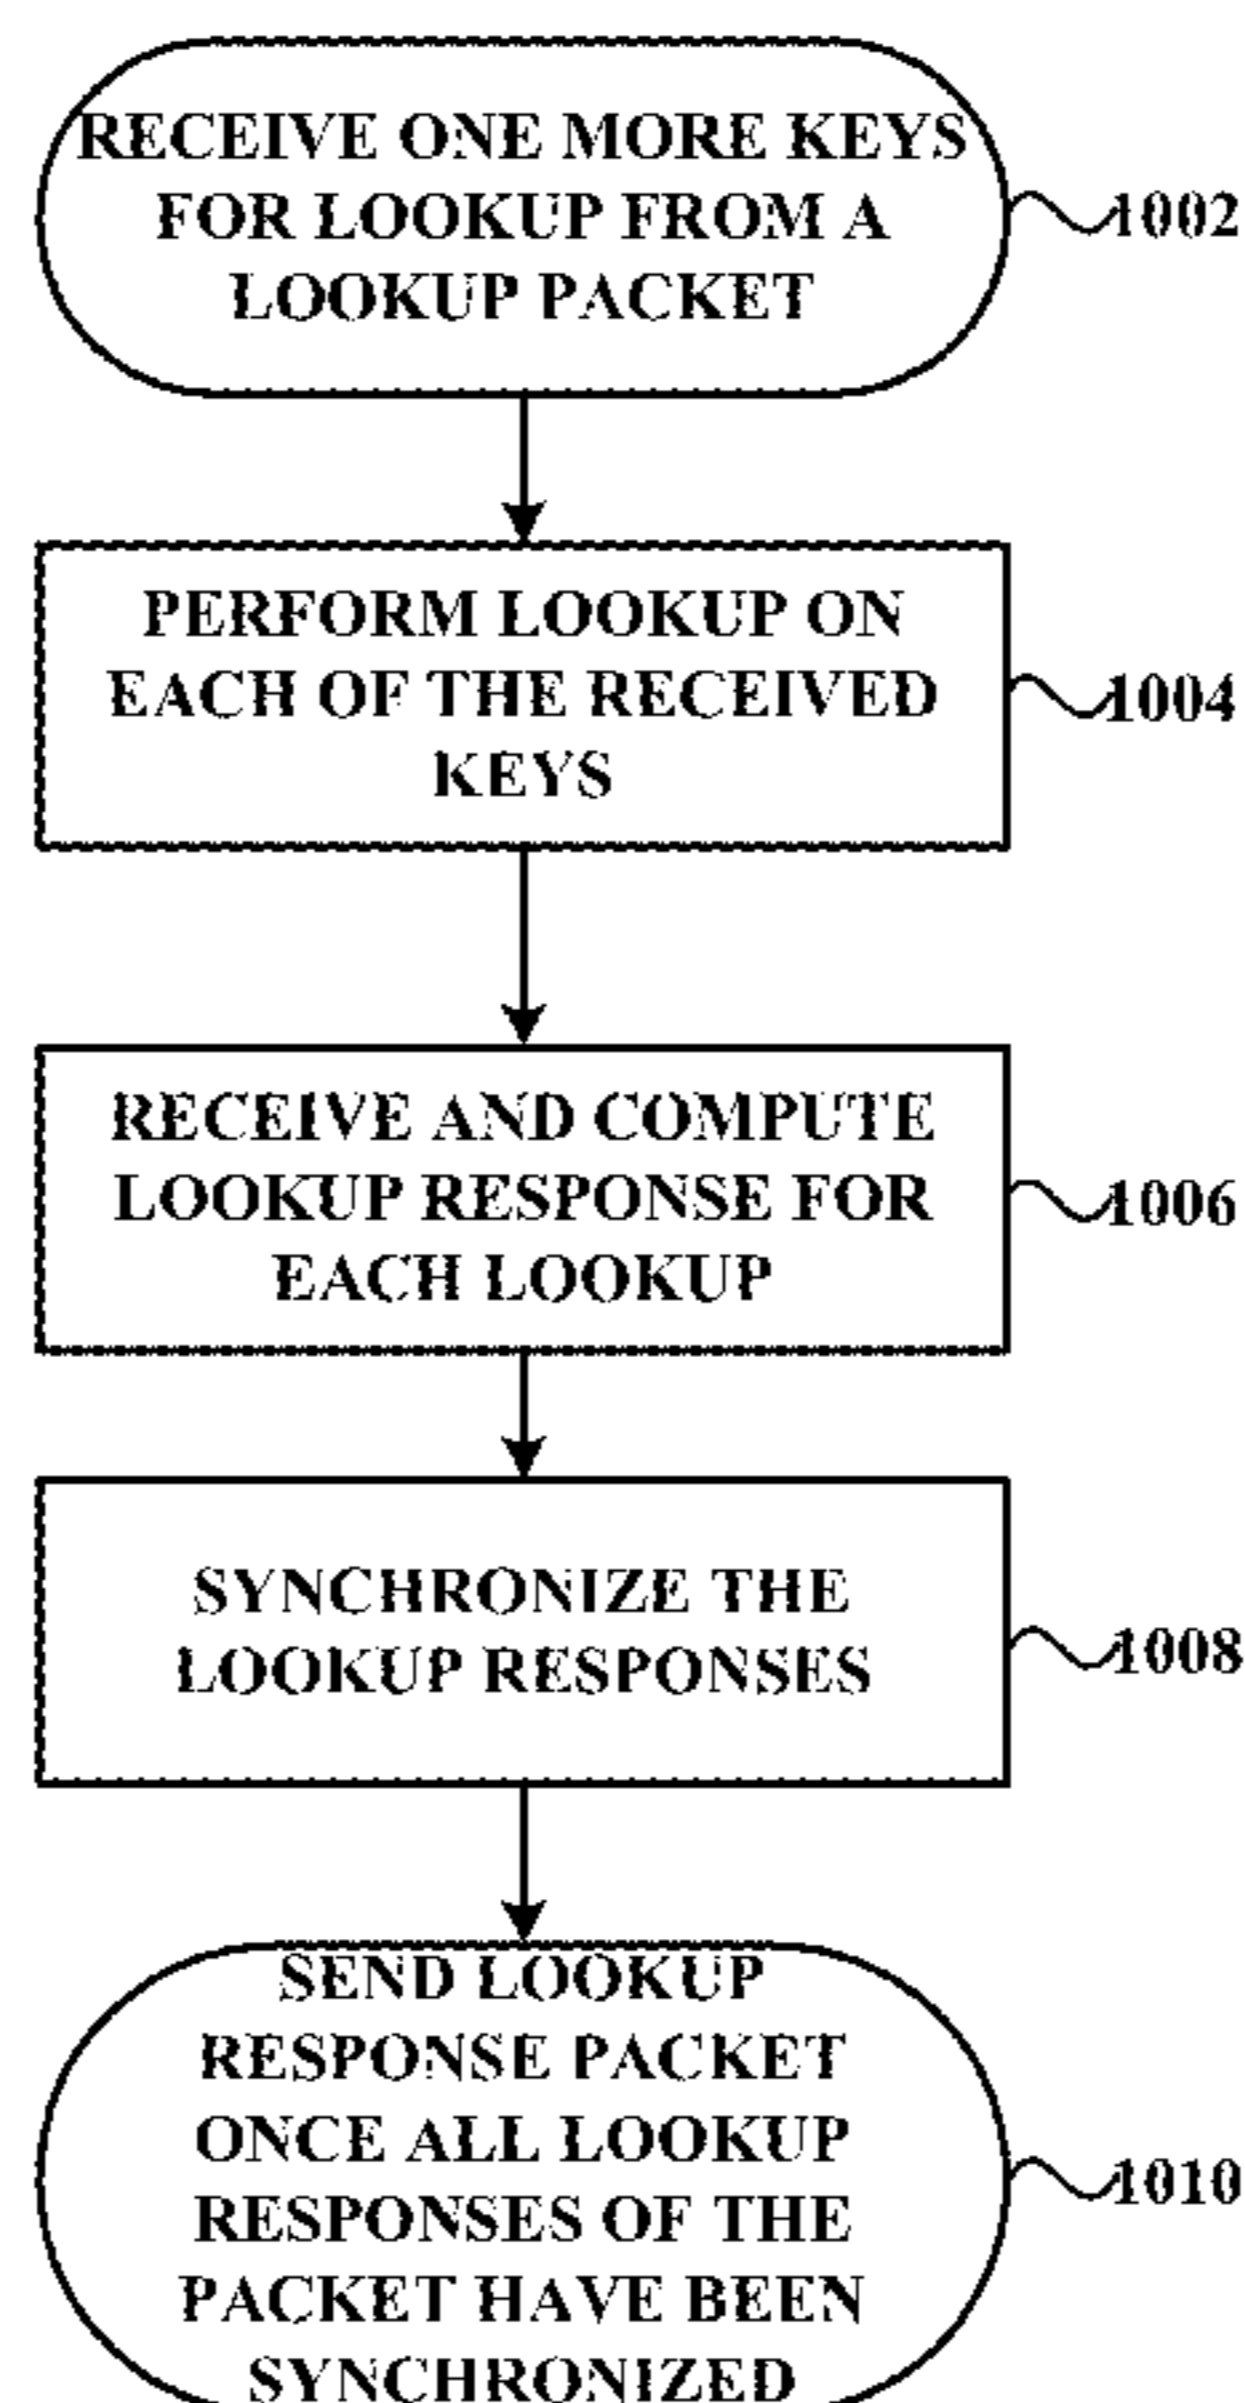 RECEIVE ONE MORE KEYS
FOR LOOKUP FROM A
LOOKUP PACKET
1002
PERFORM LOOKUP ON
EACH OF THE RECEIVED
KEYS
1004
RECEIVE AND COMPUTE
LOOKUP RESPONSE FOR
EACH LOOKUP
1006
SYNCHRONIZE THE
LOOKUP RESPONSES
1008
SEND LOOKUP
RESPONSE PACKET
ONCE ALL LOOKUP
RESPONSES OF THE
PACKET HAVE BEEN
SYNCHRONIZED
1010